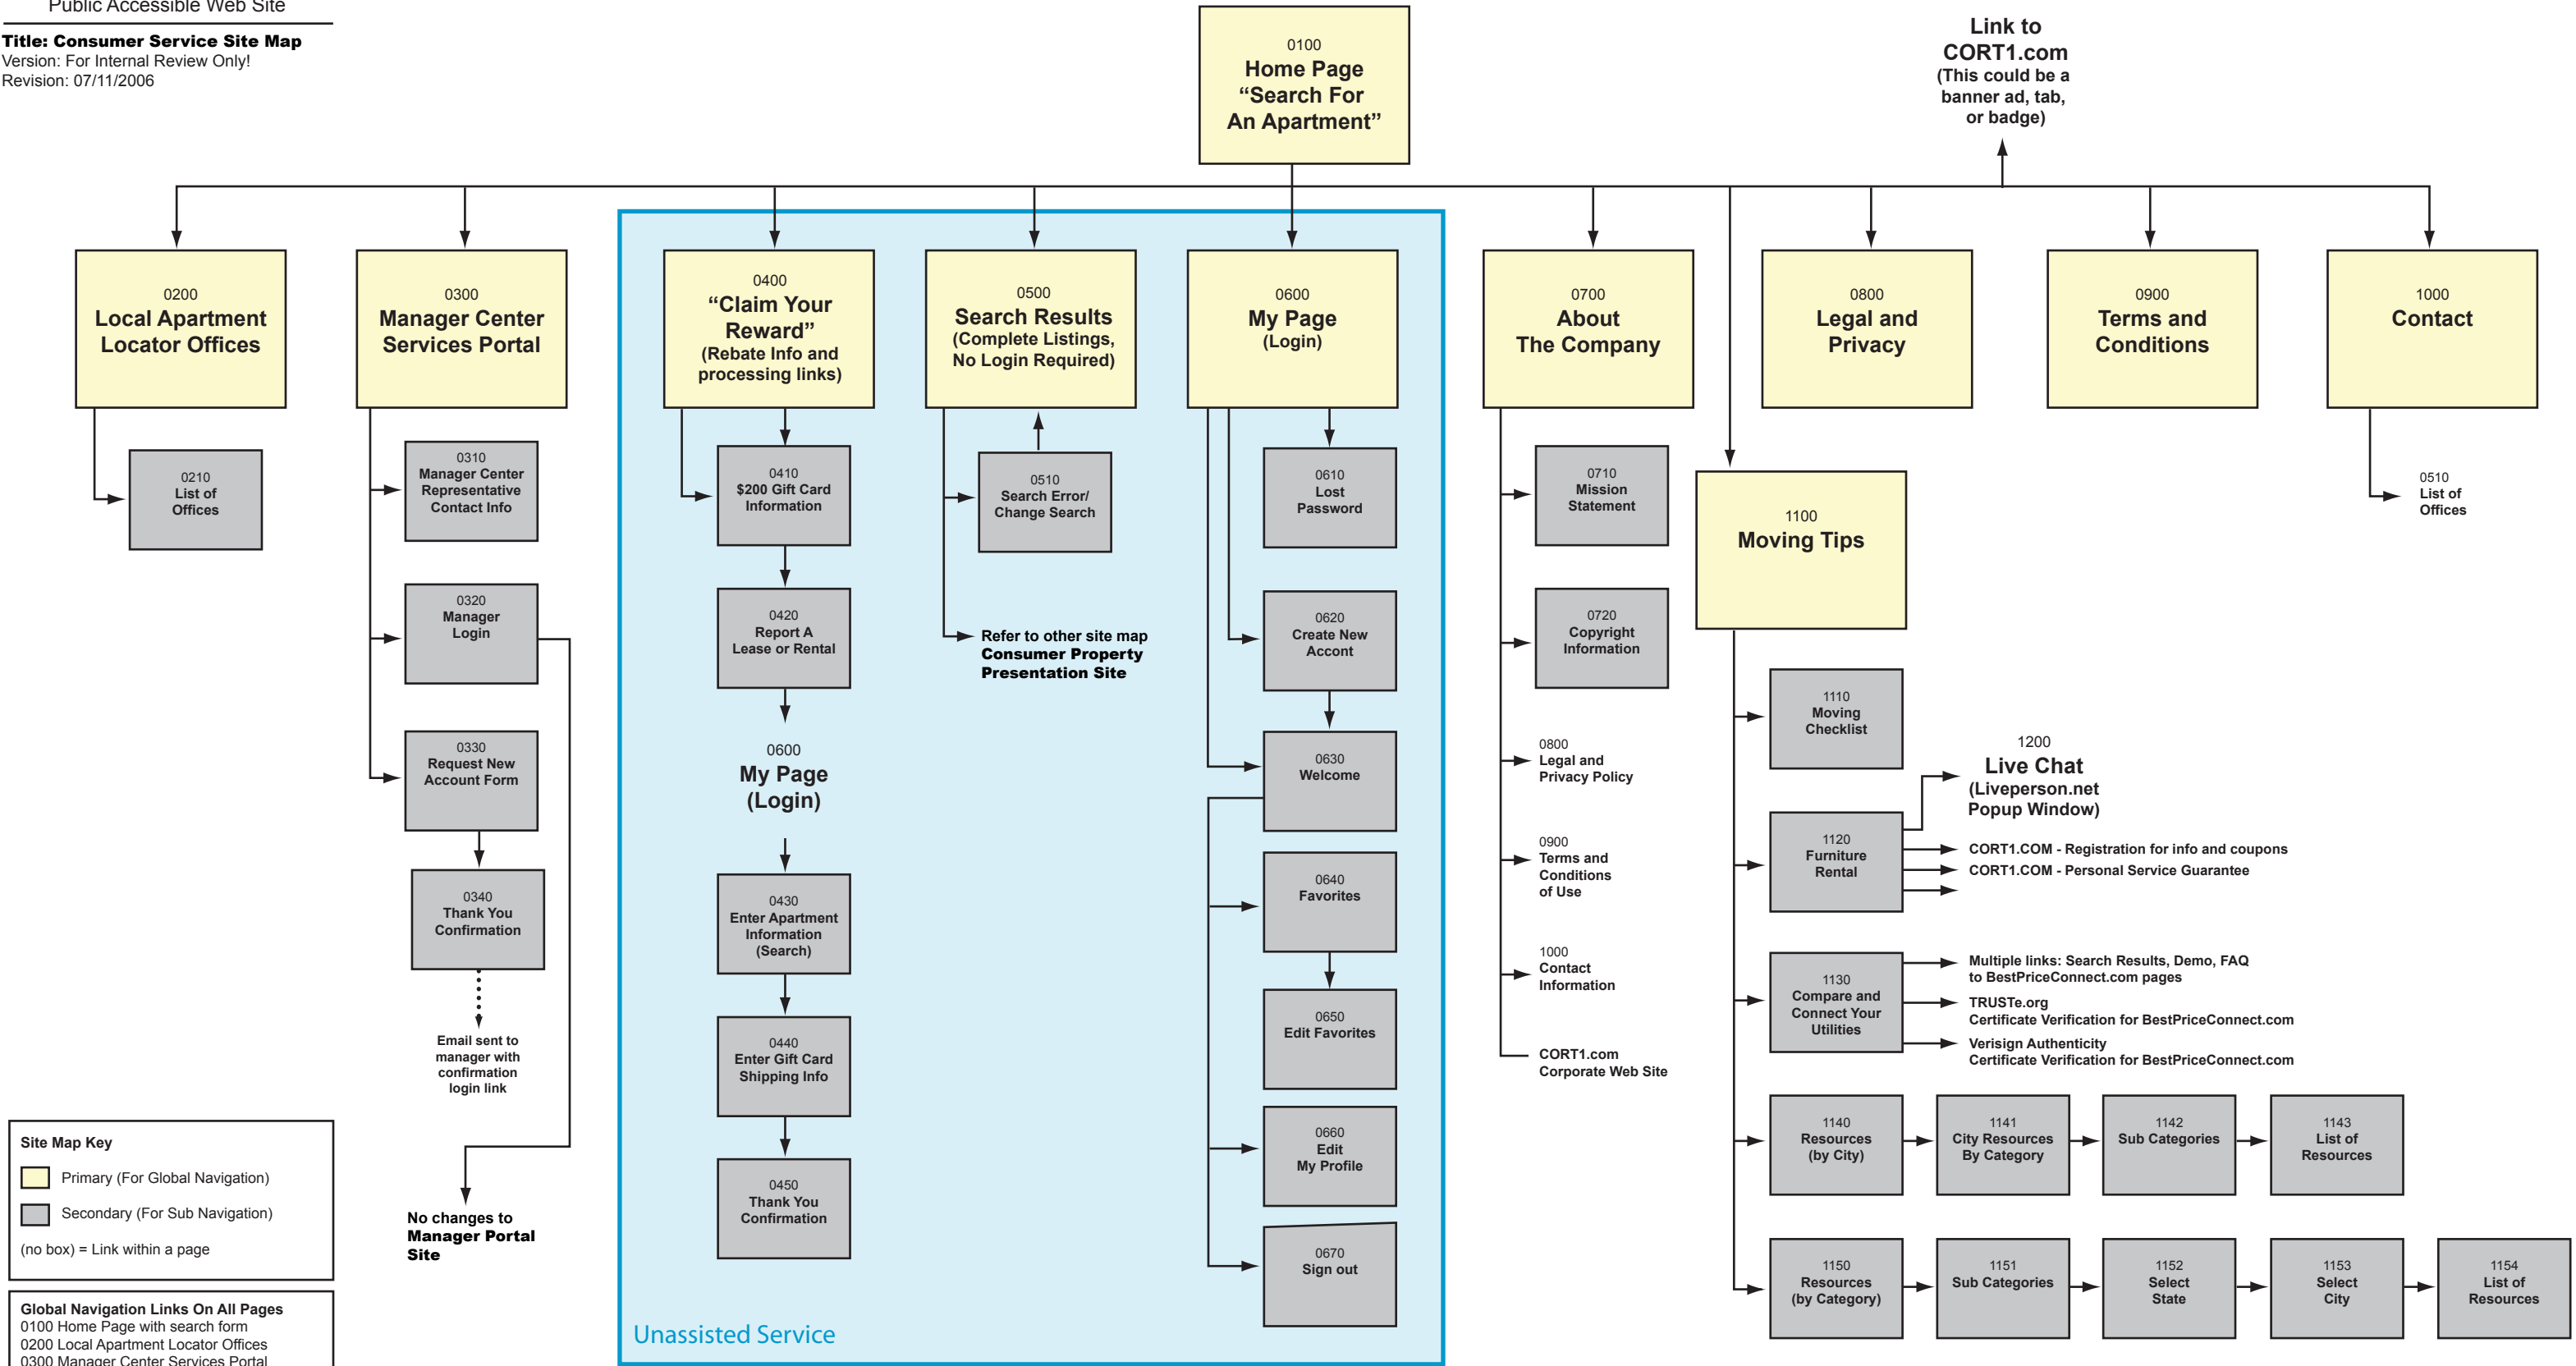 Public Accessible Web Site
Title: Consumer Service Site Map
Version: For Internal Review Only!
Revision: 07/11/2006
0100
Home Page
“Search For
An Apartment”
Link to
CORT1.com
(This could be a
banner ad, tab,
or badge)
0200
Local Apartment
Locator Offices
0300
Manager Center
Services Portal
0400
“Claim Your
Reward”
(Rebate Info and
processing links)
0500
Search Results
(Complete Listings,
No Login Required)
0600
My Page
(Login)
0700
About
The Company
0800
Legal and
Privacy
0900
Terms and
Conditions
1000
Contact
0210
List of
Offices
0310
Manager Center
Representative
Contact Info
0320
Manager
Login
0330
Request New
Account Form
0340
Thank You
Confirmation
Email sent to
manager with
confirmation
login link
No changes to
Manager Portal
Site
0410
$200 Gift Card
Information
0420
Report A
Lease or Rental
0600
My Page
(Login)
0430
Enter Apartment
Information
(Search)
0440
Enter Gift Card
Shipping Info
0450
Thank You
Confirmation
0510
Search Error/
Change Search
Refer to other site map
Consumer Property
Presentation Site
0610
Lost
Password
0620
Create New
Accont
0630
Welcome
0640
Favorites
0650
Edit Favorites
0660
Edit
My Profile
0670
Sign out
Unassisted Service
0710
Mission
Statement
0720
Copyright
Information
0800
Legal and
Privacy Policy
0900
Terms and
Conditions
of Use
1000
Contact
Information
CORT1.com
Corporate Web Site
1100
Moving Tips
1110
Moving
Checklist
1120
Furniture
Rental
1200
Live Chat
(Liveperson.net
Popup Window)
CORT1.COM - Registration for info and coupons
CORT1.COM - Personal Service Guarantee
1130
Compare and
Connect Your
Utilities
Multiple links: Search Results, Demo, FAQ
to BestPriceConnect.com pages
TRUSTe.org
Certificate Verification for BestPriceConnect.com
Verisign Authenticity
Certificate Verification for BestPriceConnect.com
1140
Resources
(by City)
1141
City Resources
By Category
1142
Sub Categories
1143
List of
Resources
1150
Resources
(by Category)
1151
Sub Categories
1152
Select
State
1153
Select
City
1154
List of
Resources
0510
List of
Offices
Site Map Key
Primary (For Global Navigation)
Secondary (For Sub Navigation)
(no box) = Link within a page
Global Navigation Links On All Pages
0100 Home Page with search form
0200 Local Apartment Locator Offices
0300 Manager Center Services Portal